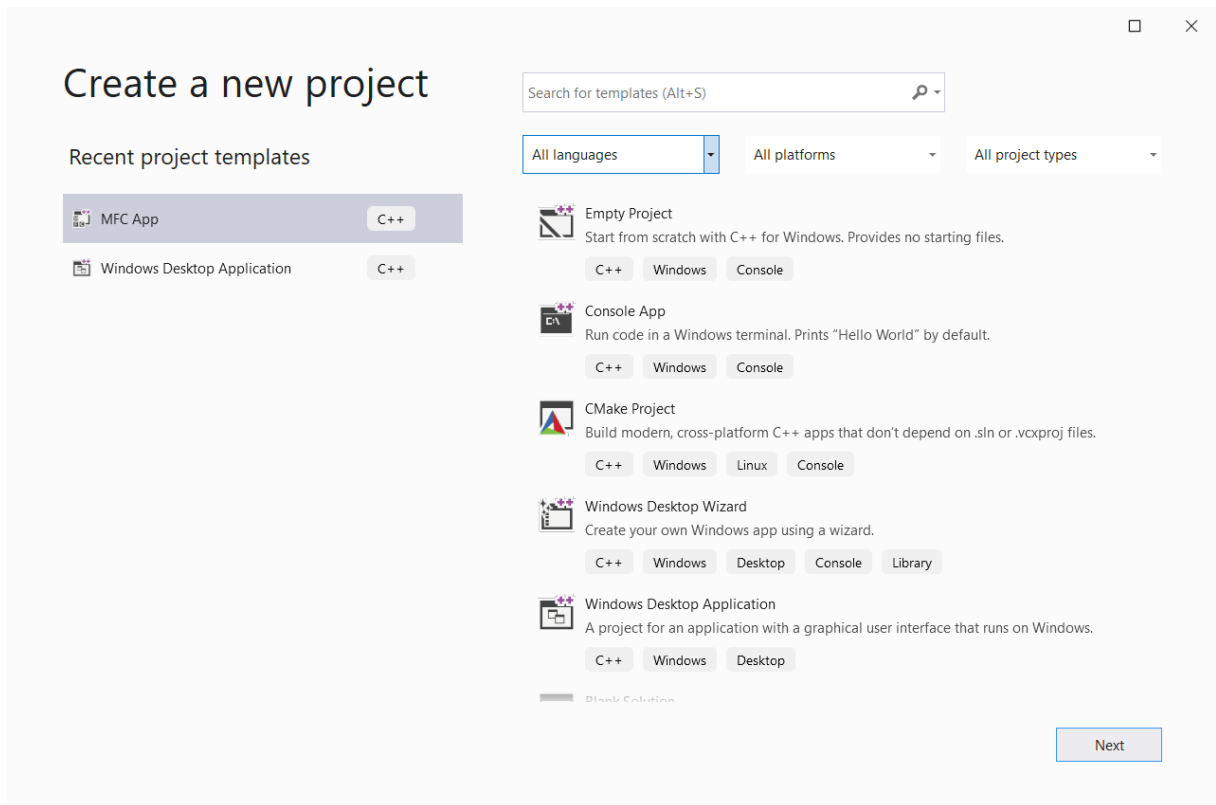 Create a new project
Recent project templates
MFC App C++
Windows Desktop Application C++
Search for templates (Alt+S)
All languages All platforms All project types
Empty Project
Start from scratch with C++ for Windows. Provides no starting files.
C++ Windows Console
C:\
Console App
Run code in a Windows terminal. Prints "Hello World" by default.
C++ Windows Console
CMake Project
Build modern, cross-platform C++ apps that don't depend on .sln or .vcxproj files.
C++ Windows Linux Console
Windows Desktop Wizard
Create your own Windows app using a wizard.
C++ Windows Desktop Console Library
Windows Desktop Application
A project for an application with a graphical user interface that runs on Windows.
C++ Windows Desktop
Blank Solution
Next